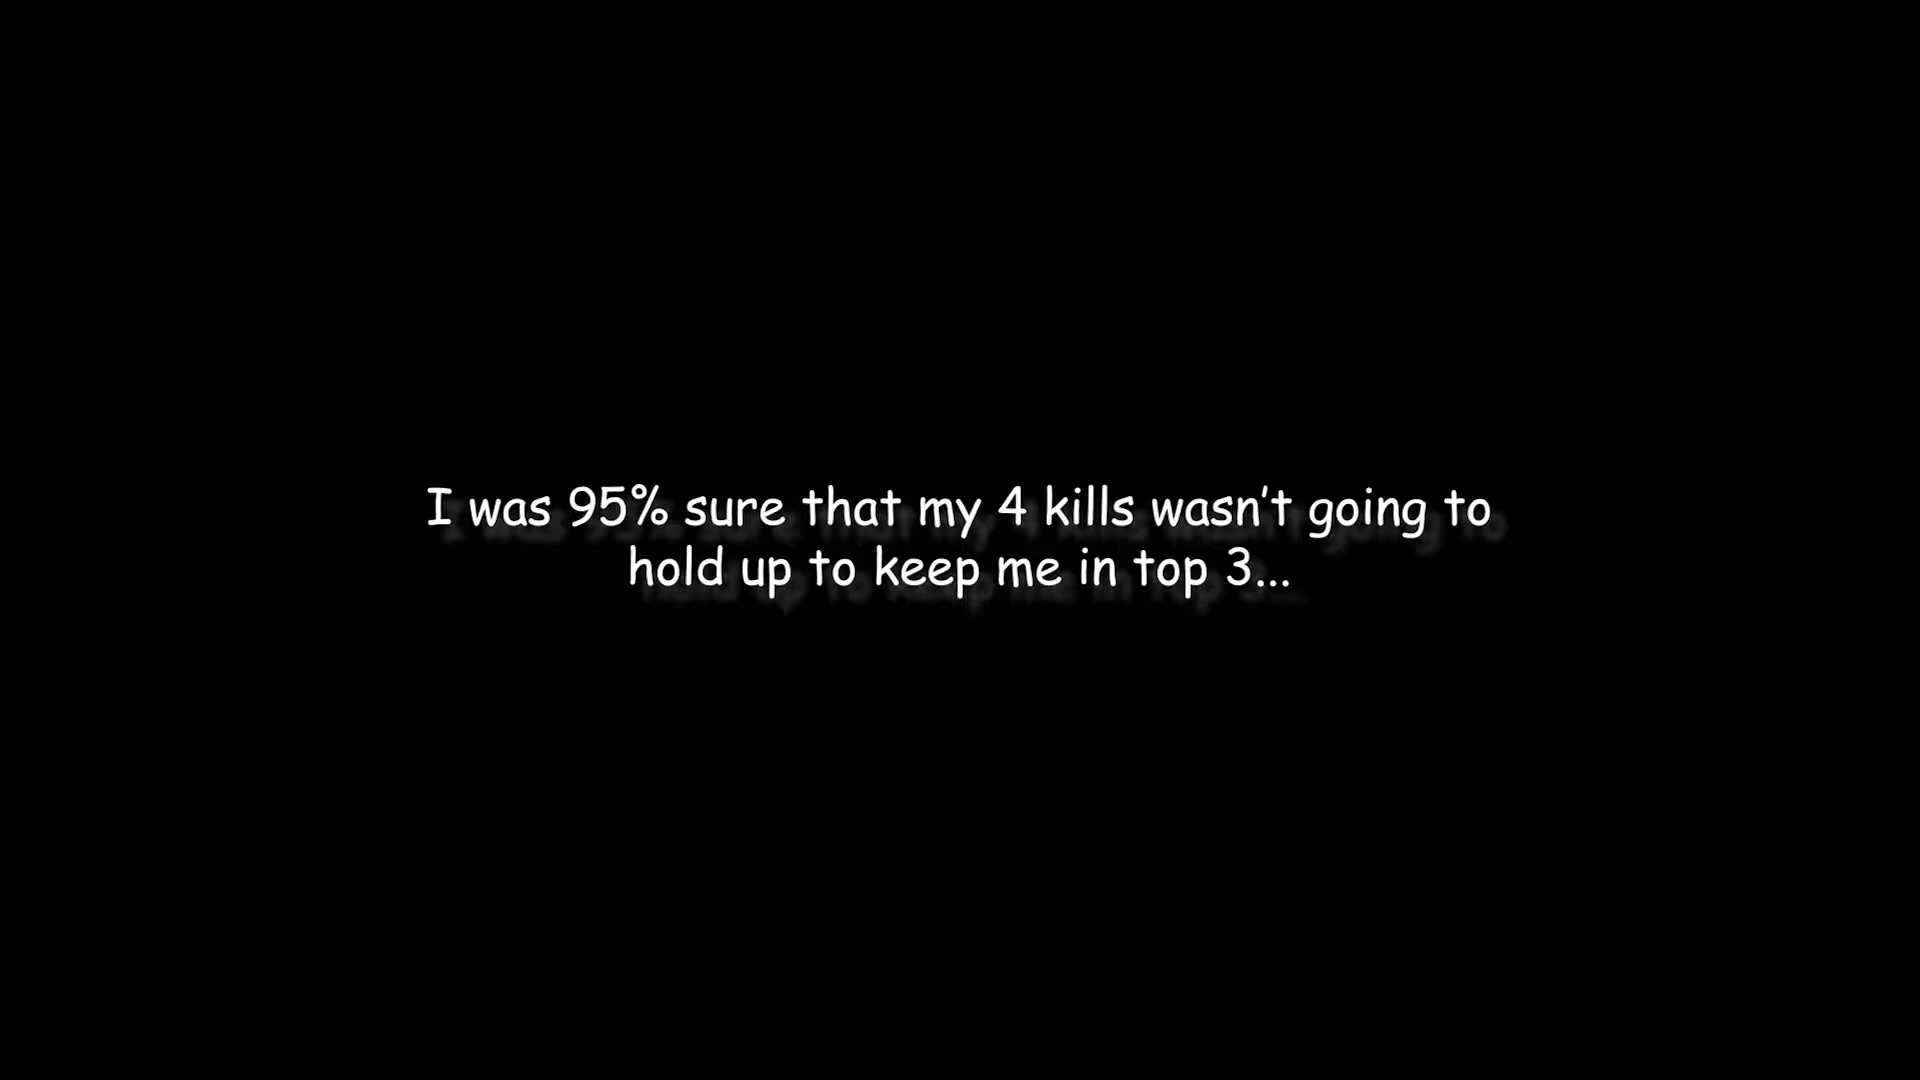 I was 95% sure that my 4 kills wasn't going to
hold up to keep me in top 3...